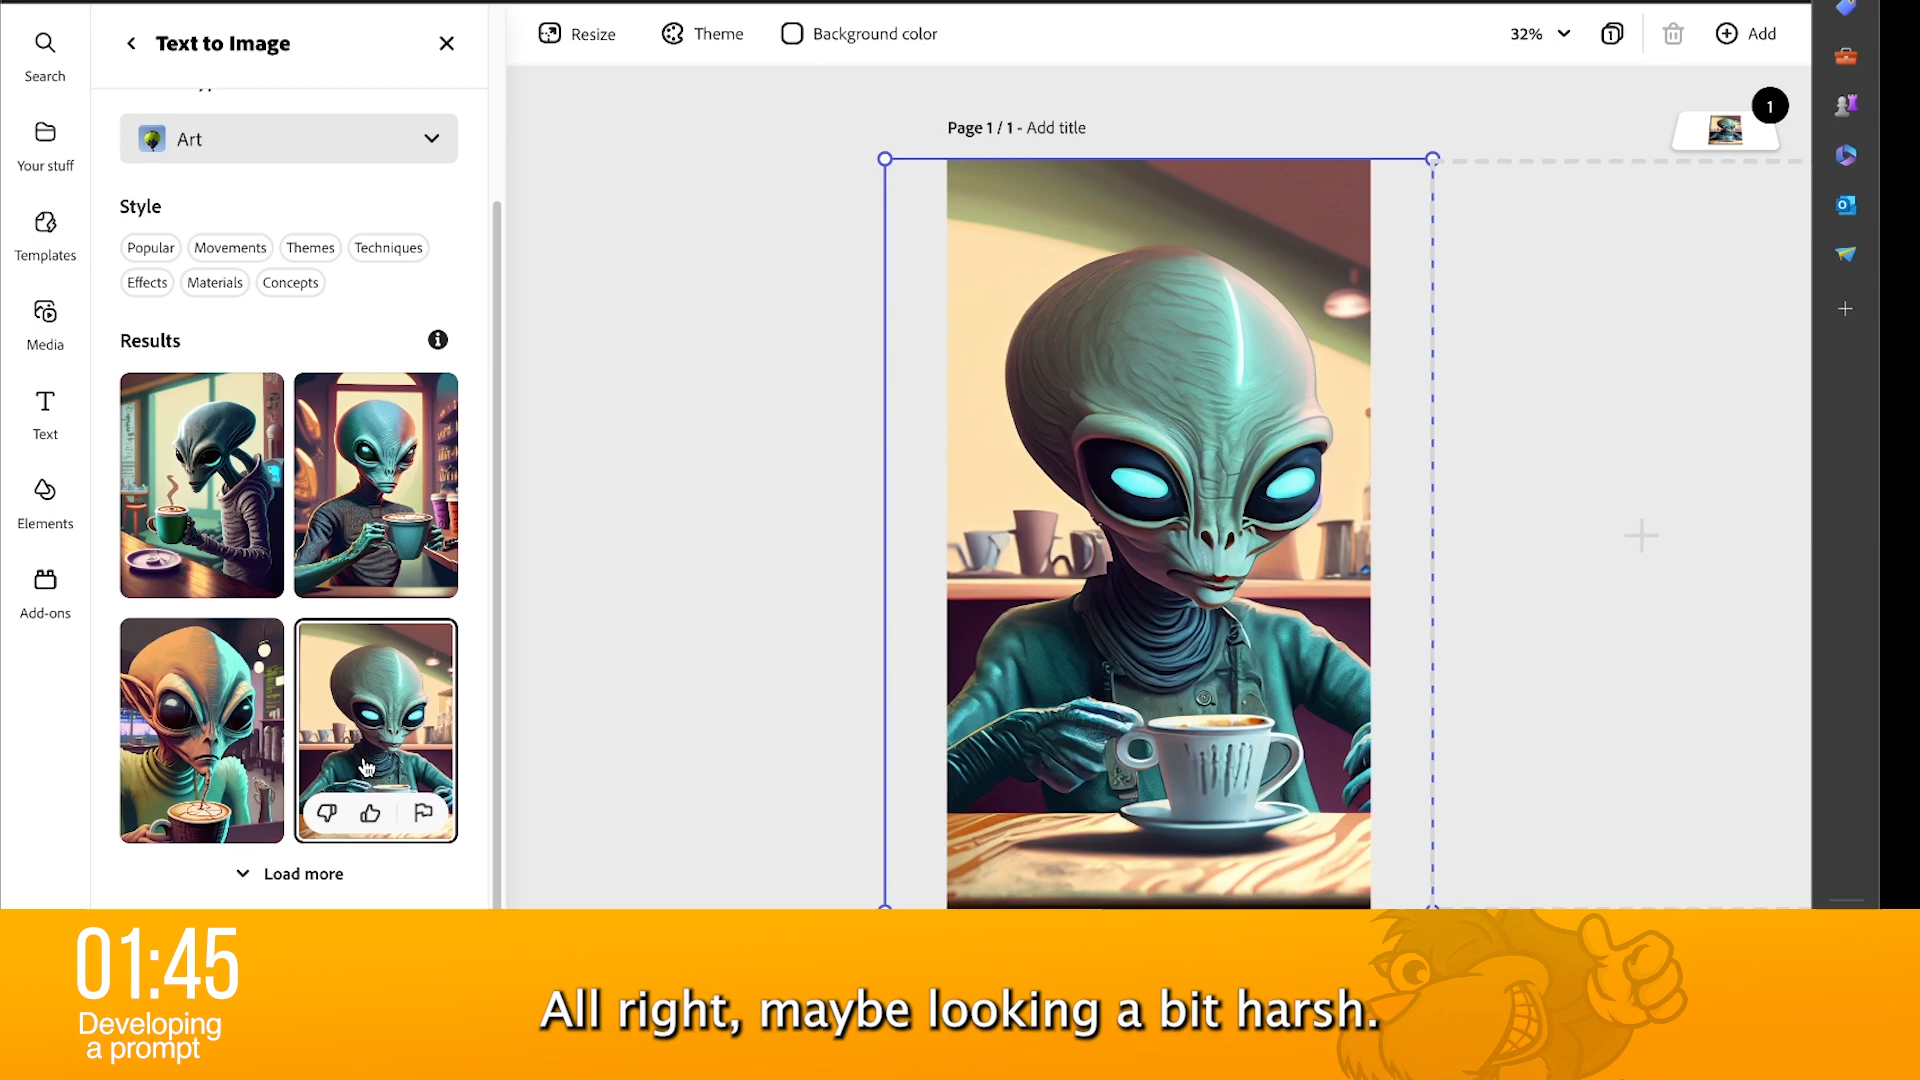 Search
Your stuff
Templates
Media
Text
Elements
Add-ons
Text to Image
Art
Style
Popular
Movements
Themes
Techniques
Effects
Materials
Concepts
Results
Load more
Resize
Theme
Background color
32%
1
Add
Page 1 / 1 - Add title
1
01:45
Developing
a prompt
All right, maybe looking a bit harsh.